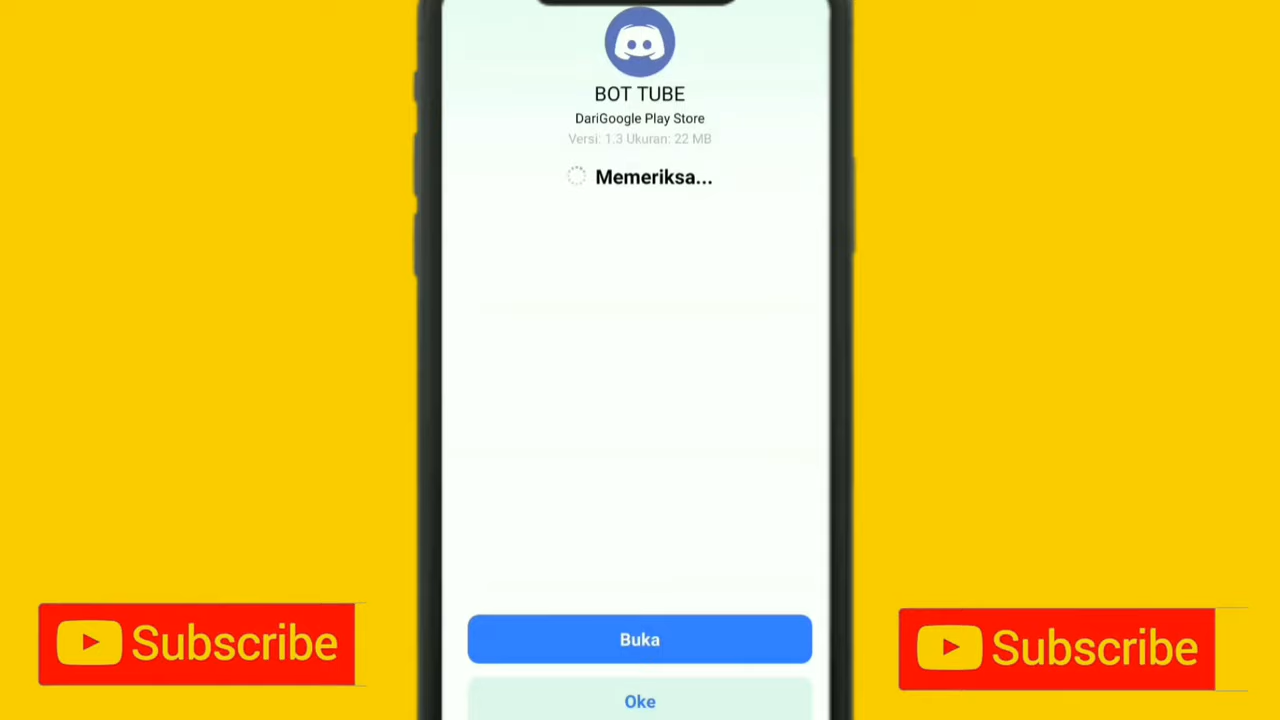 BOT TUBE
DariGoogle Play Store
Versi: 1.3 Ukuran: 22 MB
Memeriksa...
Buka
Oke
Subscribe
Subscribe